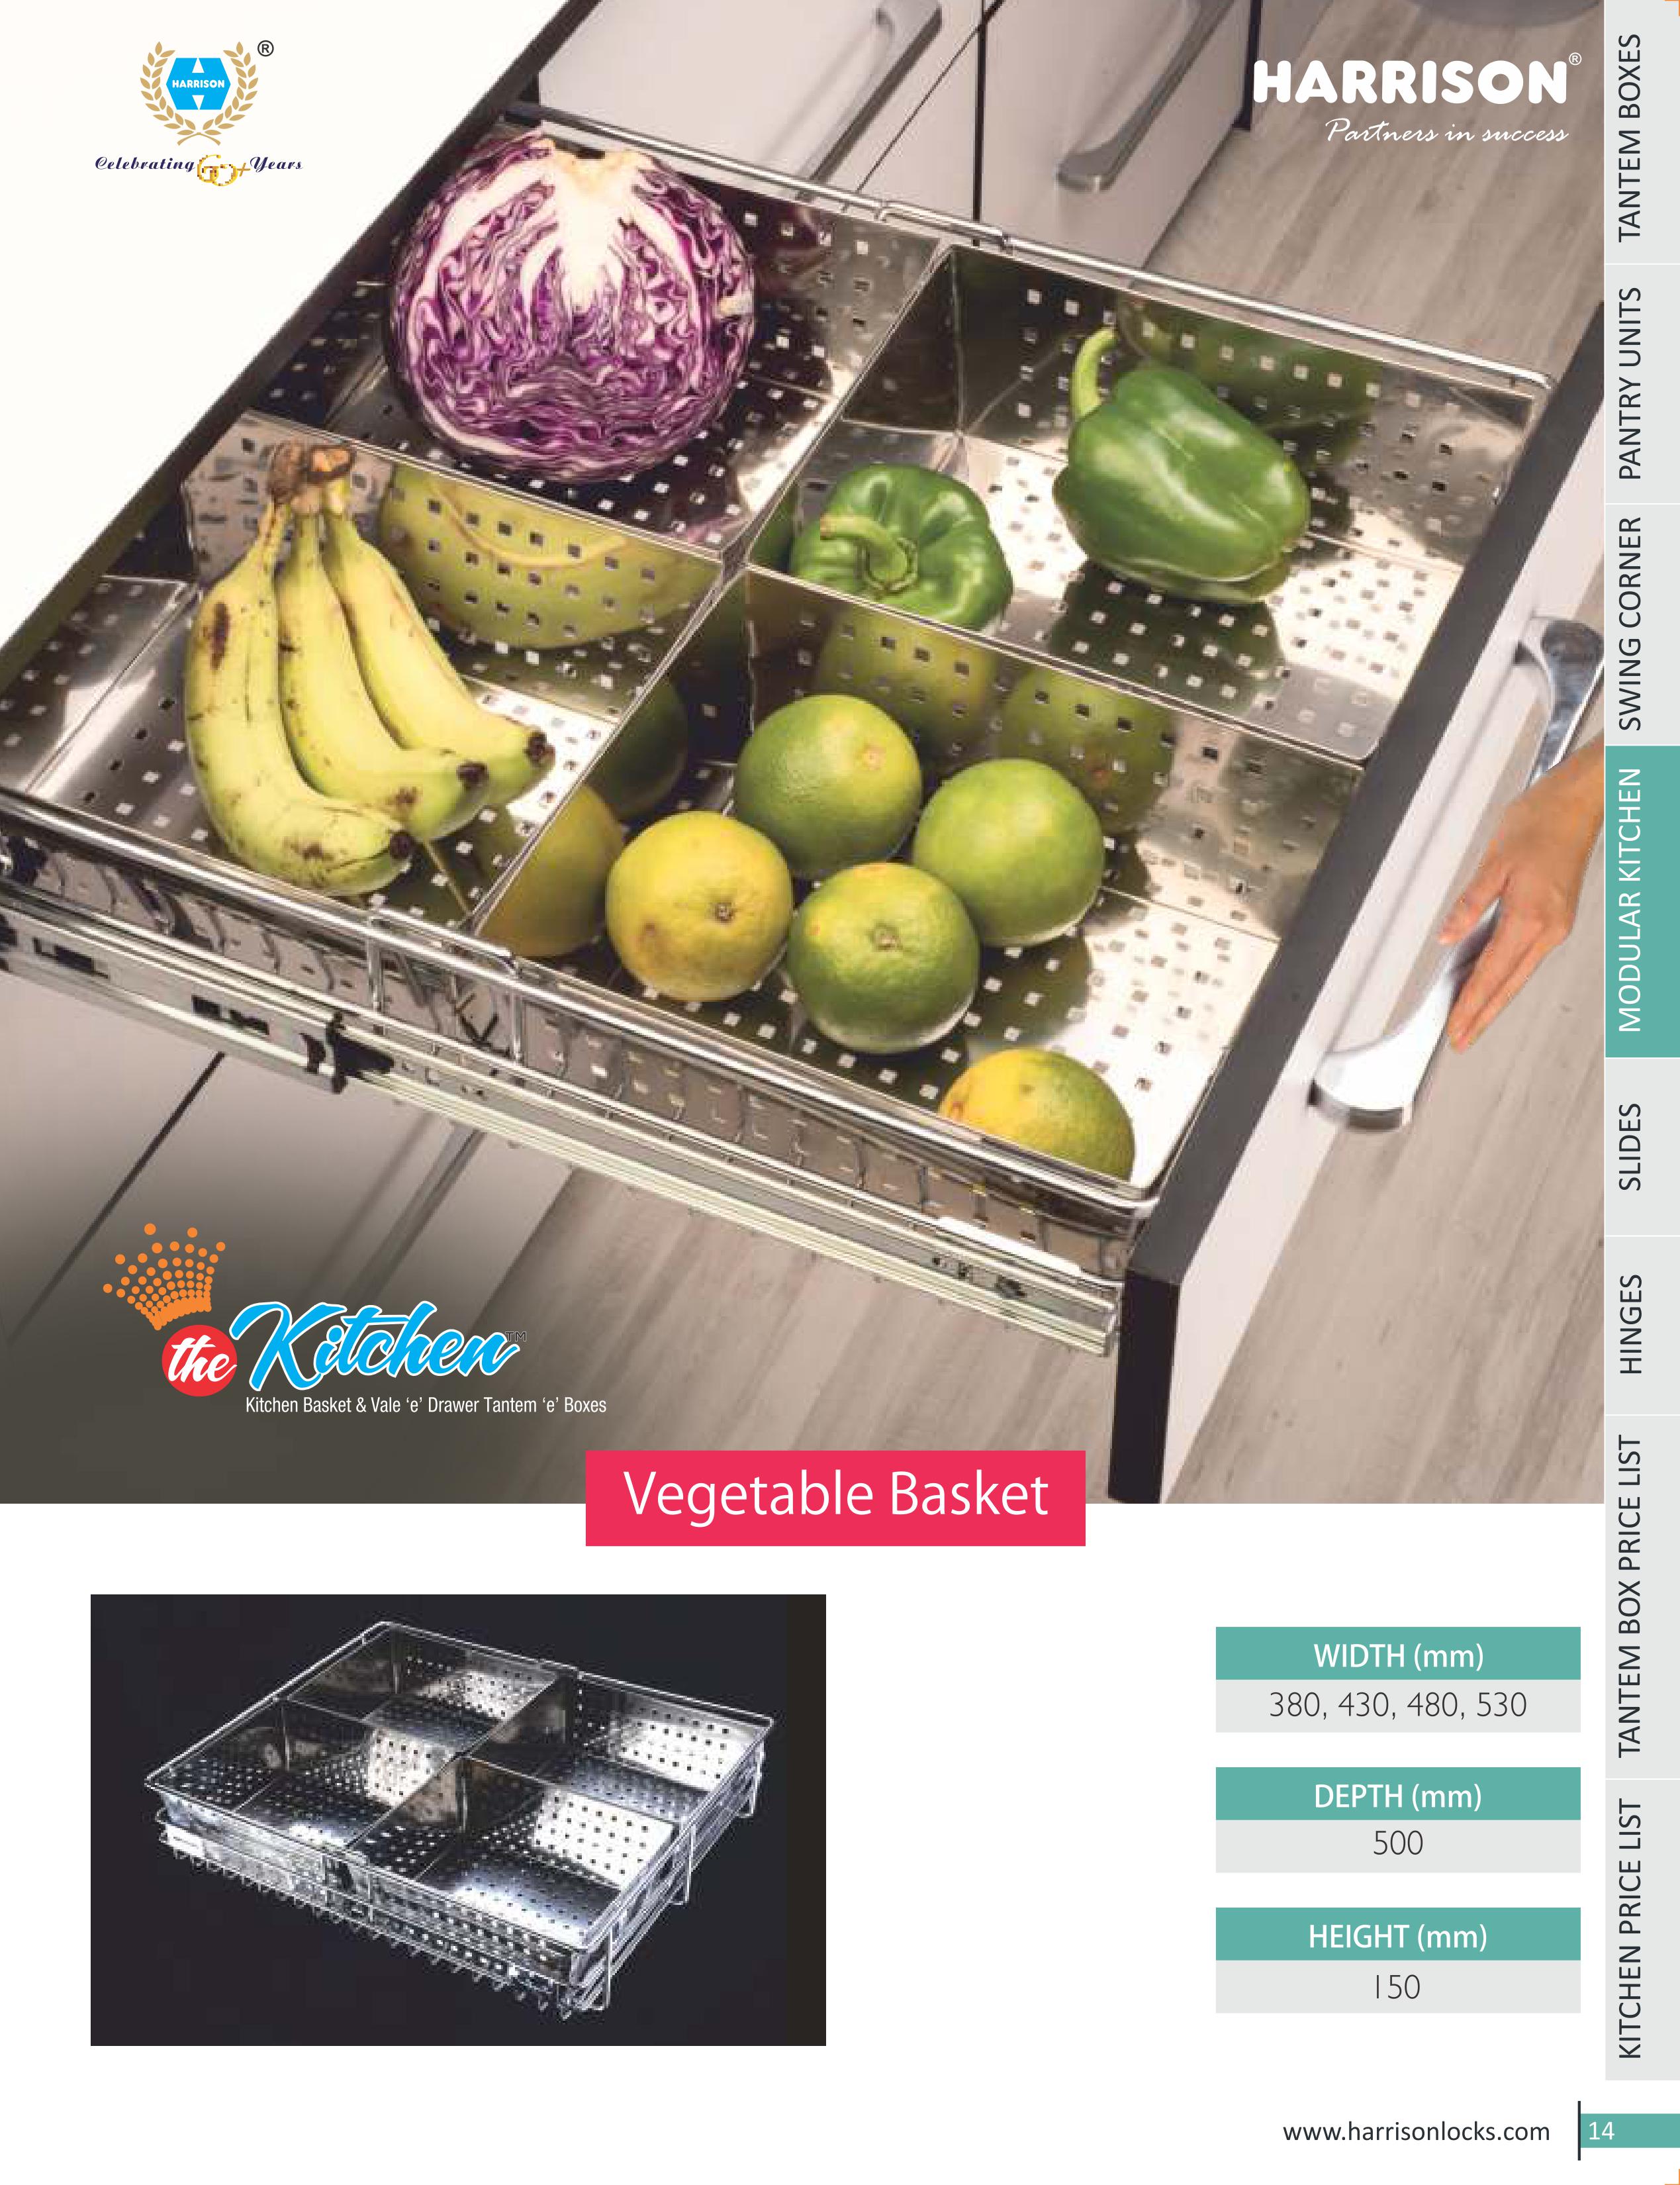 HARRISON
®
Celebrating 60+ Years
HARRISON®
Partners in success
the Kitchen™
Kitchen Basket & Vale ‘e’ Drawer Tantem ‘e’ Boxes
Vegetable Basket
WIDTH (mm)
380, 430, 480, 530
DEPTH (mm)
500
HEIGHT (mm)
150
TANTEM BOXES
PANTRY UNITS
SWING CORNER
MODULAR KITCHEN
SLIDES
HINGES
TANTEM BOX PRICE LIST
KITCHEN PRICE LIST
www.harrisonlocks.com
14